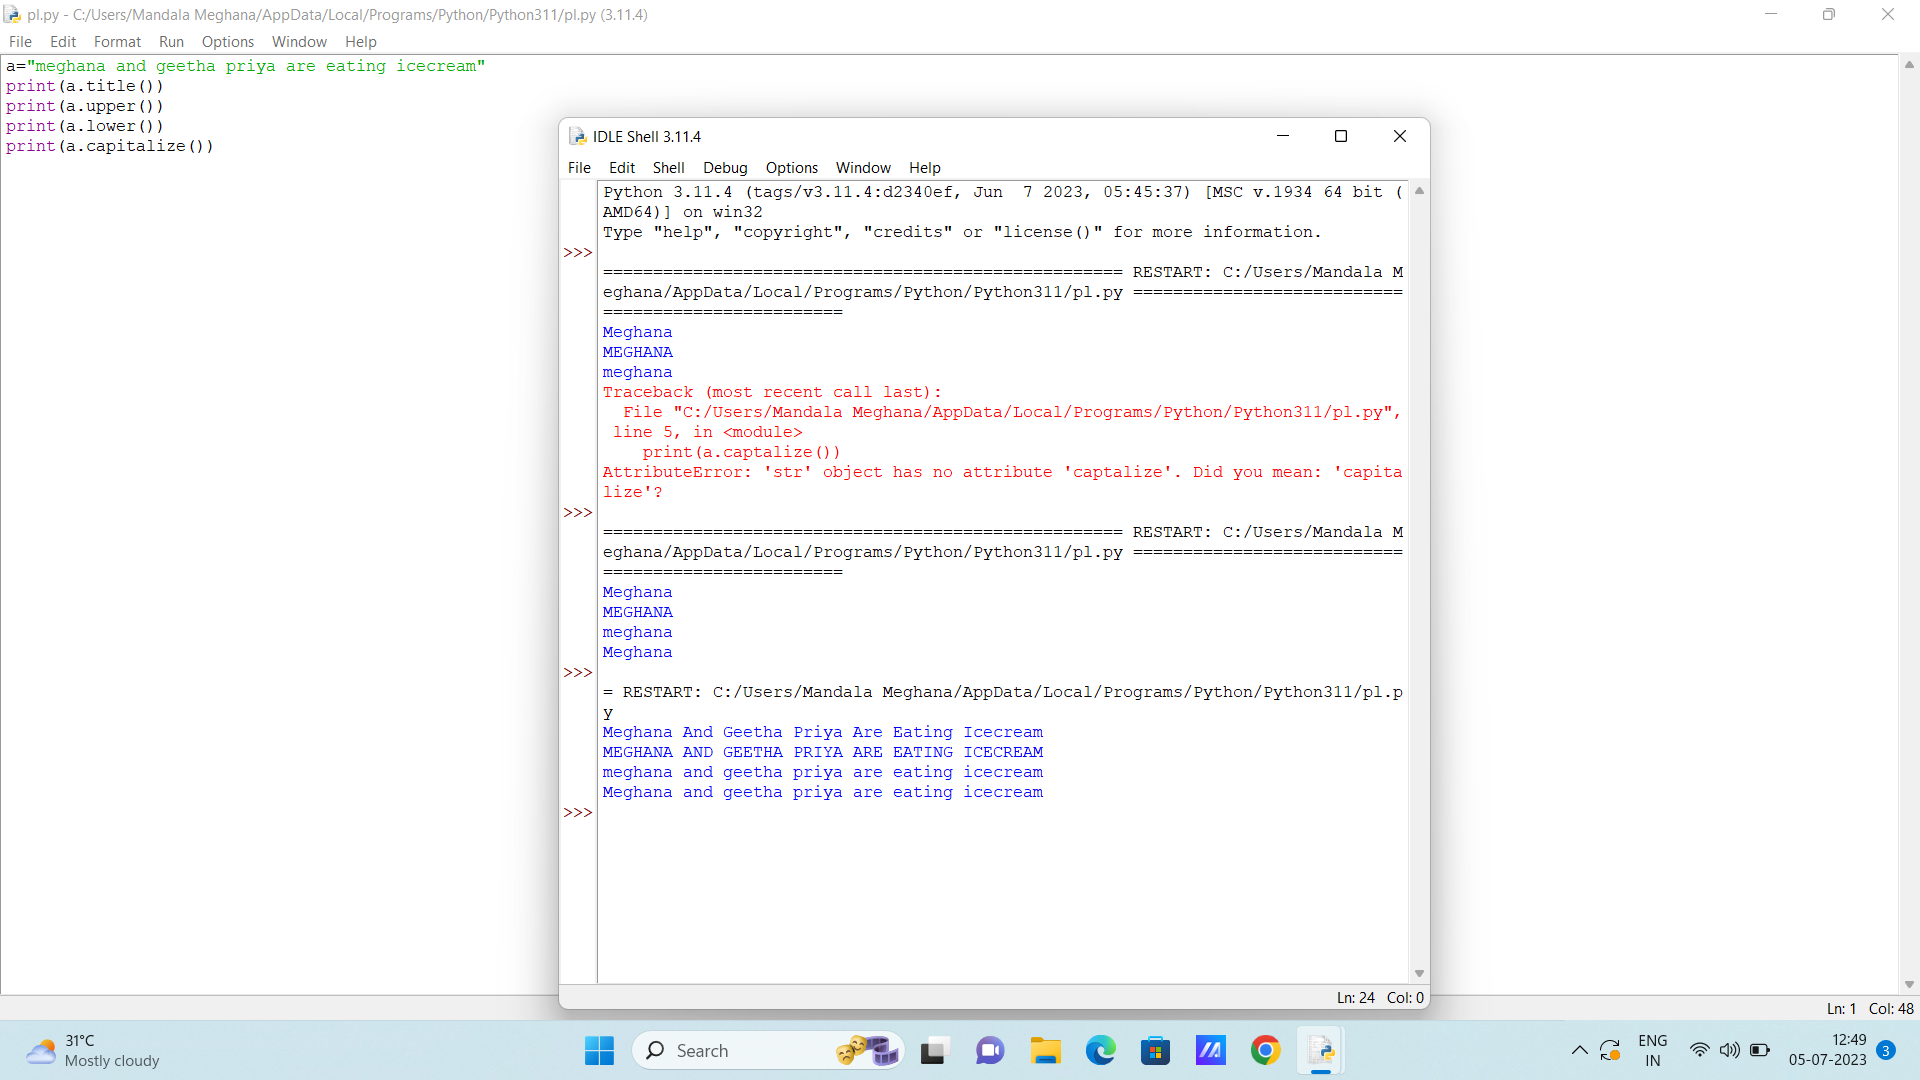 pl.py - C:/Users/Mandala Meghana/AppData/Local/Programs/Python/Python311/pl.py (3.11.4)
File Edit Format Run Options Window Help
a="meghana and geetha priya are eating icecream"
print(a.title())
print(a.upper())
print(a.lower())
print(a.capitalize())
IDLE Shell 3.11.4
File Edit Shell Debug Options Window Help
Python 3.11.4 (tags/v3.11.4:d2340ef, Jun  7 2023, 05:45:37) [MSC v.1934 64 bit (
AMD64)] on win32
Type "help", "copyright", "credits" or "license()" for more information.
>>>
==================================================== RESTART: C:/Users/Mandala M
eghana/AppData/Local/Programs/Python/Python311/pl.py ===========================
========================
Meghana
MEGHANA
meghana
Traceback (most recent call last):
  File "C:/Users/Mandala Meghana/AppData/Local/Programs/Python/Python311/pl.py",
 line 5, in <module>
    print(a.captalize())
AttributeError: 'str' object has no attribute 'captalize'. Did you mean: 'capita
lize'?
>>>
==================================================== RESTART: C:/Users/Mandala M
eghana/AppData/Local/Programs/Python/Python311/pl.py ===========================
========================
Meghana
MEGHANA
meghana
Meghana
>>>
= RESTART: C:/Users/Mandala Meghana/AppData/Local/Programs/Python/Python311/pl.p
y
Meghana And Geetha Priya Are Eating Icecream
MEGHANA AND GEETHA PRIYA ARE EATING ICECREAM
meghana and geetha priya are eating icecream
Meghana and geetha priya are eating icecream
>>>
Ln: 24 Col: 0
Ln: 1 Col: 48
31°C
Mostly cloudy
Search
ENG
IN
12:49
05-07-2023
3